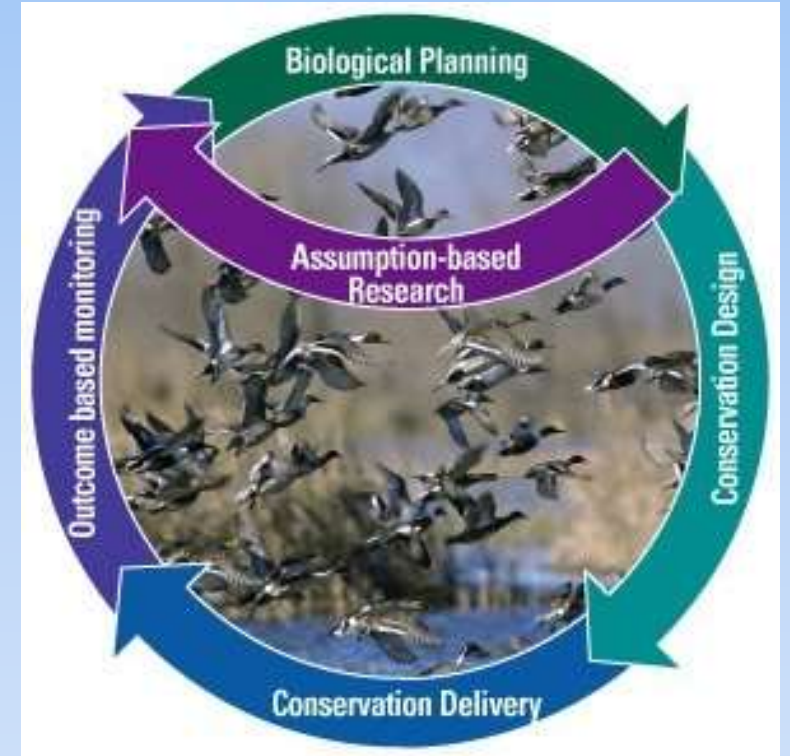 Biological Planning
Assumption-based
Research
Conservation Design
Conservation Delivery
Outcome based monitoring